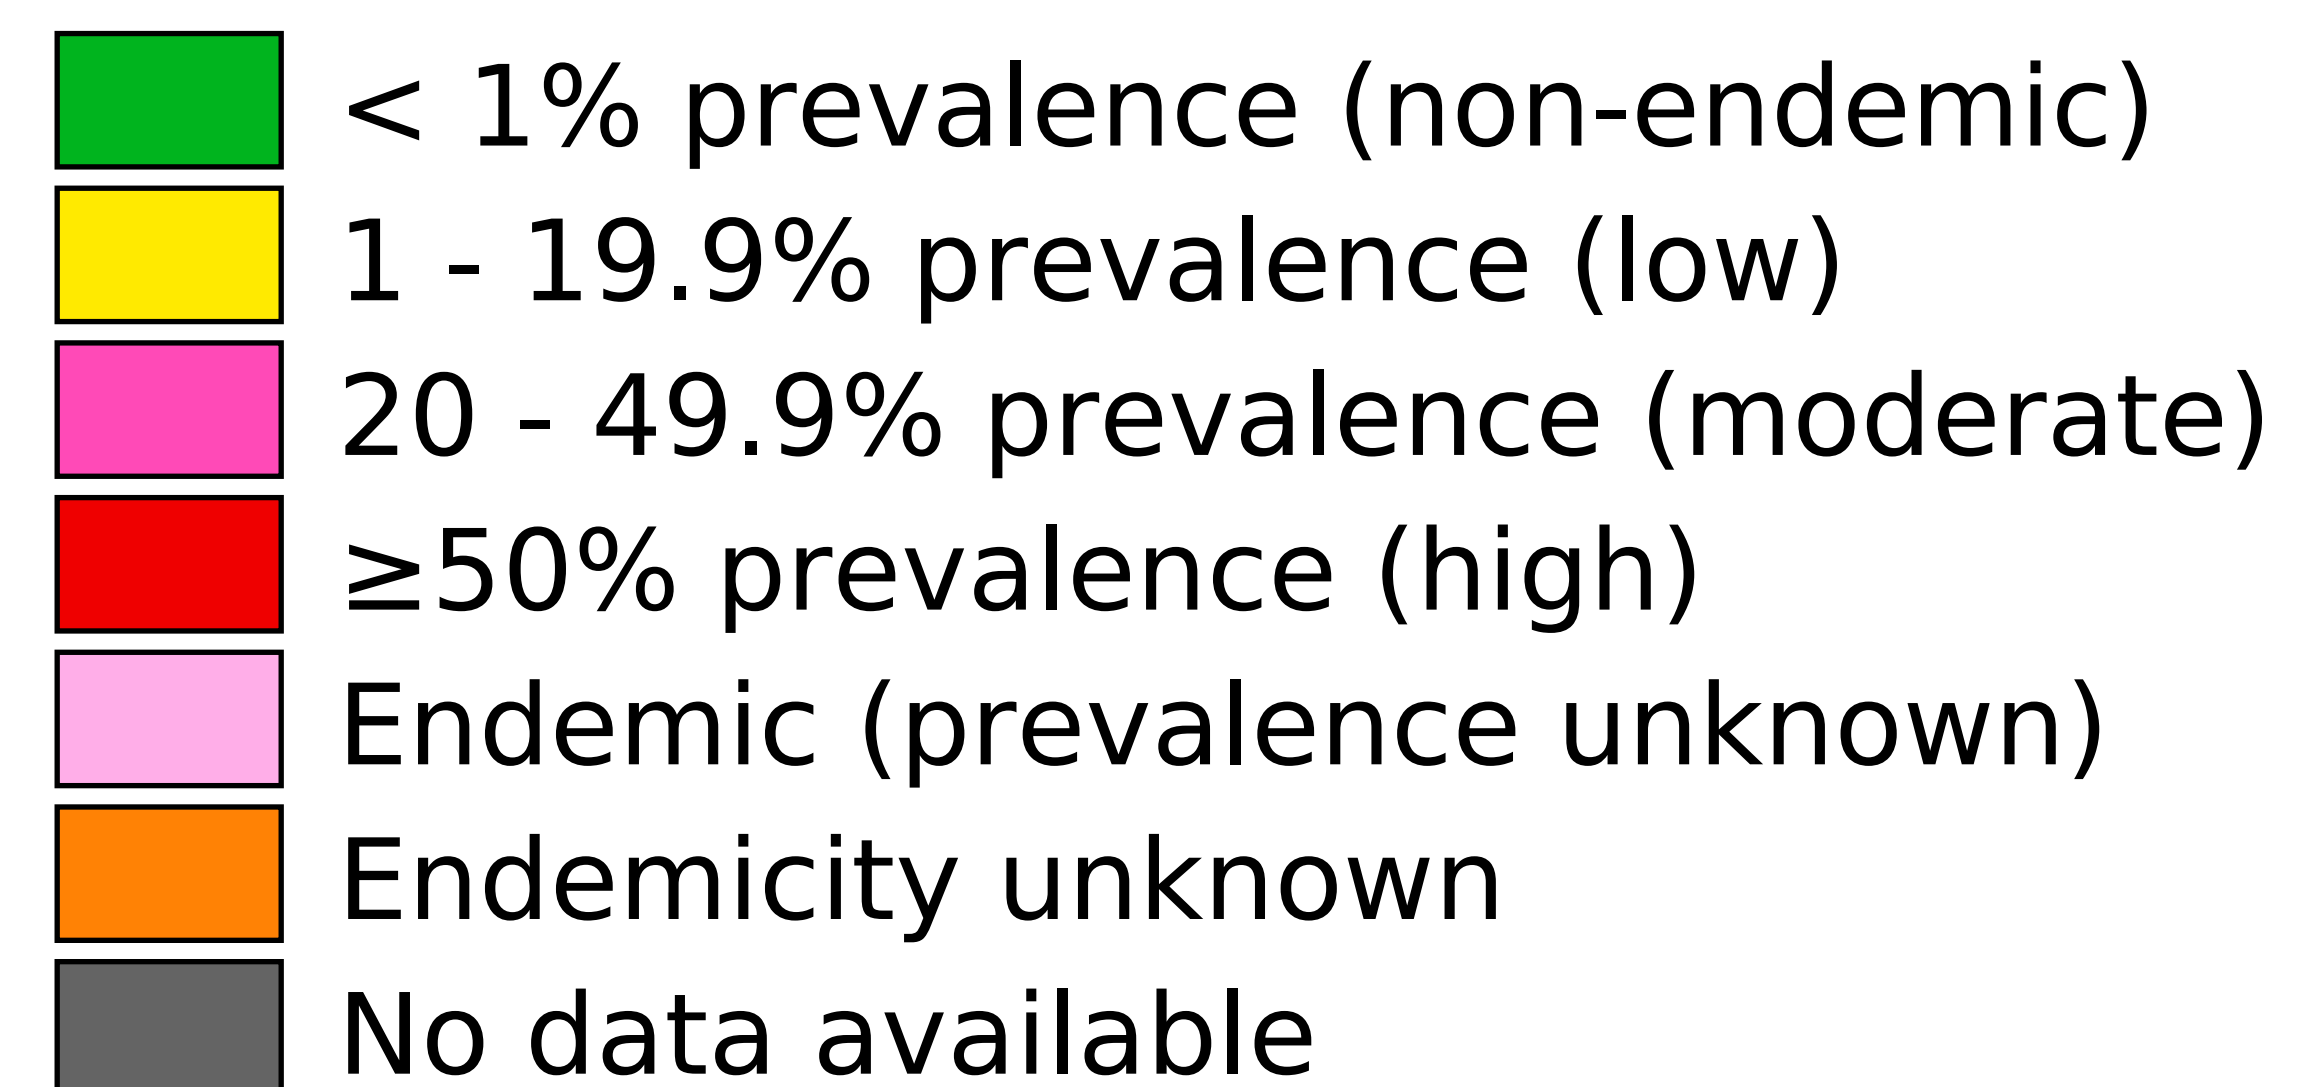 < 1% prevalence (non-endemic)
1 - 19.9% prevalence (low)
20 - 49.9% prevalence (moderate)
≥50% prevalence (high)
Endemic (prevalence unknown)
Endemicity unknown
No data available